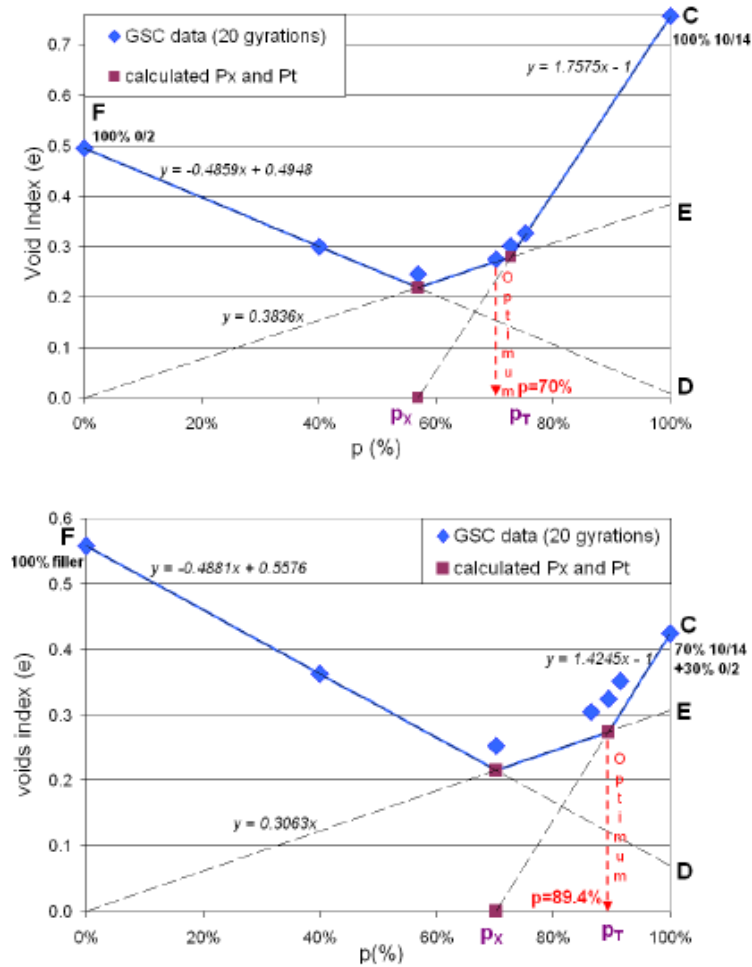 GSC data (20 gyrations)
calculated Px and Pt
C
100% 10/14
y = 1.7575x - 1
F
100% 0/2
y = -0.4859x + 0.4948
E
y = 0.3836x
Optimum
p=70%
D
0.7
0.6
0.5
0.4
0.3
0.2
0.1
0.0
Void Index (e)
0%
20%
40%
60%
80%
100%
pX
pT
p (%)
F
100% filler
GSC data (20 gyrations)
calculated Px and Pt
y = -0.4881x + 0.5576
C
70% 10/14
+30% 0/2
y = 1.4245x - 1
E
y = 0.3063x
Optimum
D
p=89.4%
0.6
0.5
0.4
0.3
0.2
0.1
0.0
voids index (e)
0%
20%
40%
60%
80%
100%
pX
pT
p(%)